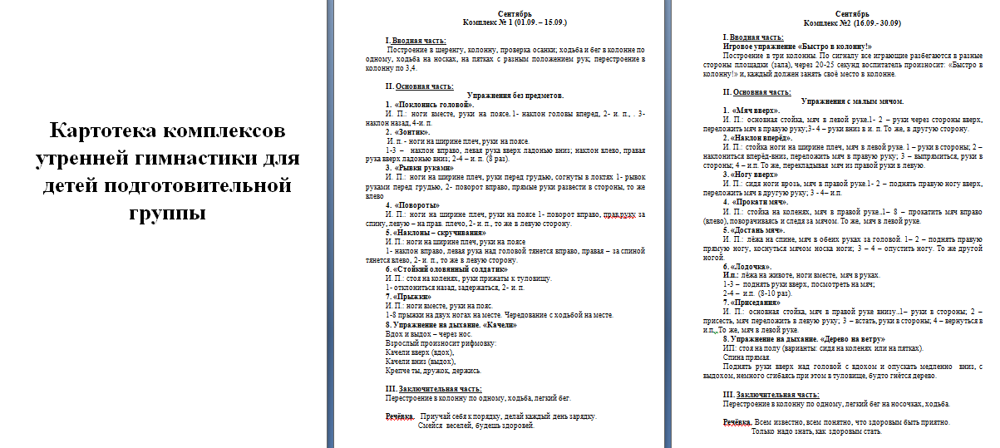 Картотека комплексов
утренней гимнастики для
детей подготовительной
группы
Сентябрь
Комплекс № 1 (01.09. – 15.09.)
I. Вводная часть:
Построение в шеренгу, колонну, проверка осанки; ходьба и бег в колонне по
одному, ходьба на носках, на пятках с разным положением рук; перестроение в
колонну по 3,4.
II. Основная часть:
Упражнения без предметов.
1. «Поклонись головой».
И. П.: ноги вместе, руки на поясе. 1- наклон головы вперед, 2- и. п., . 3-
наклон назад, 4-и. п.
2. «Зонтик».
И. п. - ноги на ширине плеч, руки на поясе.
1-3 – наклон вправо, левая рука вверх ладонью вниз; наклон влево, правая
рука вверх ладонью вниз; 2-4 – и. п. (8 раз).
3. «Рывки руками»
И. П.: ноги на ширине плеч, руки перед грудью, согнуты в локтях 1- рывок
руками перед грудью, 2- поворот вправо, прямые руки развести в стороны, то же
влево
4. «Повороты»
И. П.: ноги на ширине плеч, руки на поясе 1- поворот вправо, прав.руку за
спину, левую – на прав. плечо, 2- и. п., то же в левую сторону.
5. «Наклоны – скручивания»
И. П.: ноги на ширине плеч, руки на поясе
1- наклон вправо, левая рука над головой тянется вправо, правая – за спиной
тянется влево, 2- и. п., то же в левую сторону.
6. «Стойкий оловянный солдатик»
И. П.: стоя на коленях, руки прижаты к туловищу.
1- отклониться назад, задержаться, 2- и. п.
7. «Прыжки»
И. П.: ноги вместе, руки на пояс.
1-8 прыжки на двух ногах на месте. Чередование с ходьбой на месте.
8. Упражнение на дыхание. «Качели»
Вдох и выдох – через нос.
Взрослый произносит рифмовку:
Качели вверх (вдох),
Качели вниз (выдох),
Крепче ты, дружок, держись.
III. Заключительная часть:
Перестроение в колонну по одному, ходьба, легкий бег.
Речёвка. Приучай себя к порядку, делай каждый день зарядку.
Смейся веселей, будешь здоровей.
Сентябрь
Комплекс №2 (16.09.- 30.09)
I. Вводная часть:
Игровое упражнение «Быстро в колонну!»
Построение в три колонны. По сигналу все играющие разбегаются в разные
стороны площадки (зала), через 20-25 секунд воспитатель произносит: «Быстро в
колонну!» и, каждый должен занять своё место в колонне.
II. Основная часть:
Упражнения с малым мячом.
1. «Мяч вверх».
И. П.: основная стойка, мяч в левой руке.1- 2 – руки через стороны вверх,
переложить мяч в правую руку;3- 4 – руки вниз в и. п. То же, в другую сторону.
2. «Наклон вперёд».
И. П.: стойка ноги на ширине плеч, мяч в левой руке. 1 – руки в стороны; 2 –
наклониться вперёд-вниз, переложить мяч в правую руку; 3 – выпрямиться, руки в
стороны; 4 – и.п. То же, перекладывая мяч из правой руки в левую.
3. «Ногу вверх»
И. П.: сидя ноги врозь, мяч в правой руке.1- 2 – поднять правую ногу вверх,
переложить мяч в другую руку; 3 - 4– и.п.
4. «Прокати мяч».
И. П.: стойка на коленях, мяч в правой руке..1– 8 – прокатить мяч вправо
(влево), поворачиваясь и следя за мячом. То же, мяч в левой руке.
5. «Достань мяч».
И. П.: лёжа на спине, мяч в обеих руках за головой. 1– 2 – поднять правую
прямую ногу, коснуться мячом носка ноги; 3 – 4 – опустить ногу. То же другой
ногой.
6. «Лодочка».
И.п.: лёжа на животе, ноги вместе, мяч в руках.
1-3 – поднять руки вверх, посмотреть на мяч;
2-4 – и.п. (8-10 раз).
7. «Приседания»
И. П.: основная стойка, мяч в правой руке внизу..1– руки в стороны; 2 –
присесть, мяч переложить в левую руку; 3 – встать, руки в стороны; 4 – вернуться в
и.п.,,То же, мяч в левой руке.
8. Упражнение на дыхание. «Дерево на ветру»
ИП: стоя на полу (варианты: сидя на коленях или на пятках).
Спина прямая.
Поднять руки вверх над головой с вдохом и опускать медленно вниз, с
выдохом, немного сгибаясь при этом в туловище, будто гнётся дерево.
III. Заключительная часть:
Перестроение в колонну по одному, легкий бег на носочках, ходьба.
Речёвка. Всем известно, всем понятно, что здоровым быть приятно.
Только надо знать, как здоровым стать.